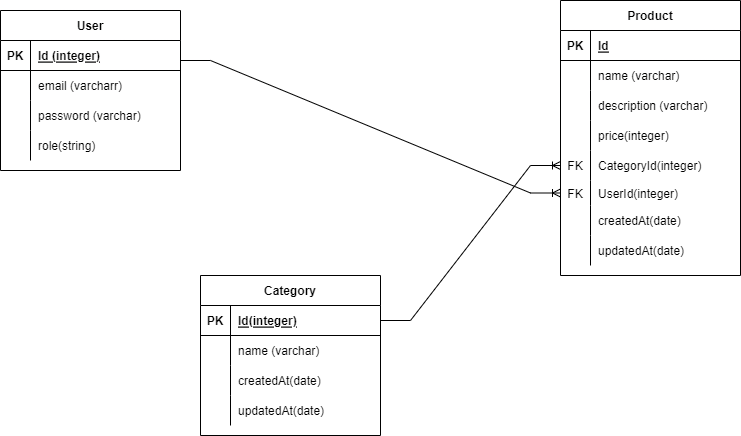 User
PK Id (integer)
email (varcharr)
password (varchar)
role(string)
Product
PK Id
name (varchar)
description (varchar)
price(integer)
FK CategoryId(integer)
FK UserId(integer)
createdAt(date)
updatedAt(date)
Category
PK Id(integer)
name (varchar)
createdAt(date)
updatedAt(date)